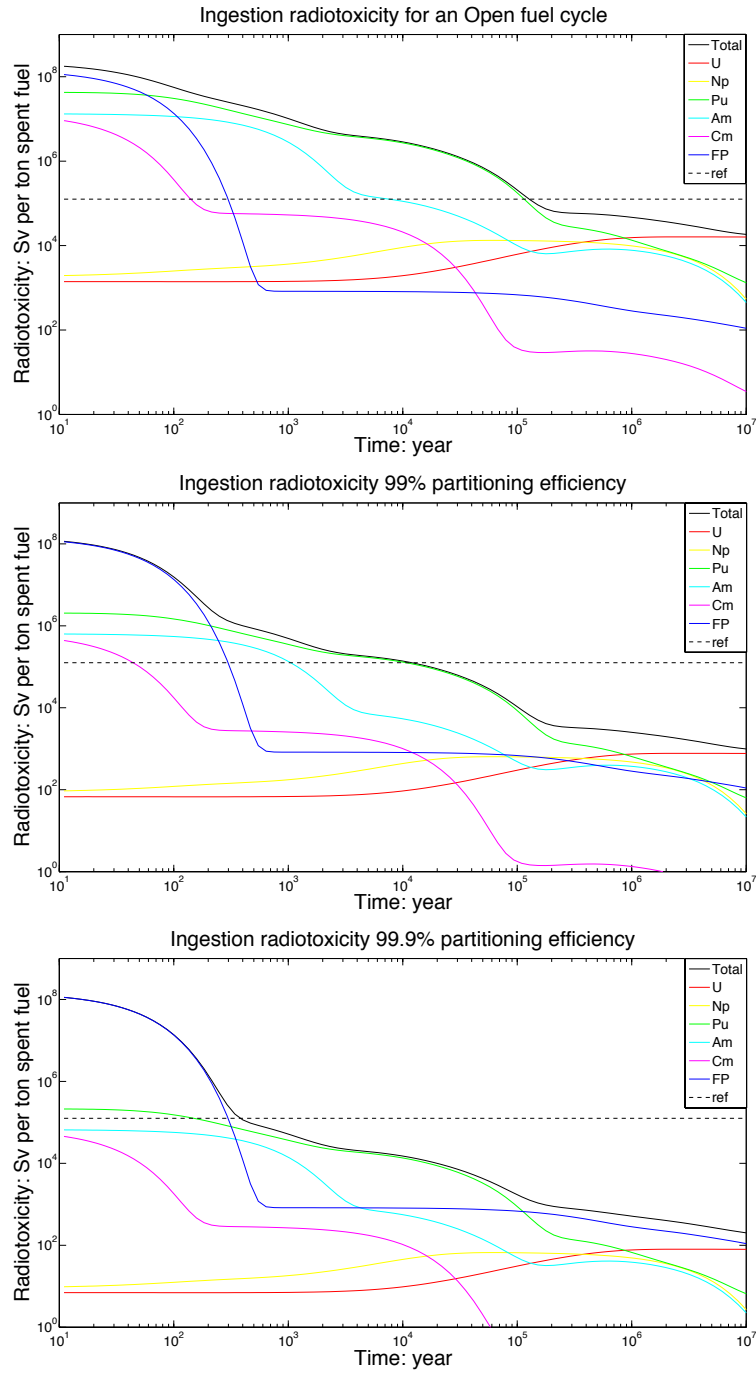 Ingestion radiotoxicity for an Open fuel cycle
Radiotoxicity: Sv per ton spent fuel
10^8
10^6
10^4
10^2
10^0
Total
U
Np
Pu
Am
Cm
FP
ref
10^1 10^2 10^3 10^4 10^5 10^6 10^7
Time: year
Ingestion radiotoxicity 99% partitioning efficiency
Radiotoxicity: Sv per ton spent fuel
10^8
10^6
10^4
10^2
10^0
Total
U
Np
Pu
Am
Cm
FP
ref
10^1 10^2 10^3 10^4 10^5 10^6 10^7
Time: year
Ingestion radiotoxicity 99.9% partitioning efficiency
Radiotoxicity: Sv per ton spent fuel
10^8
10^6
10^4
10^2
10^0
Total
U
Np
Pu
Am
Cm
FP
ref
10^1 10^2 10^3 10^4 10^5 10^6 10^7
Time: year